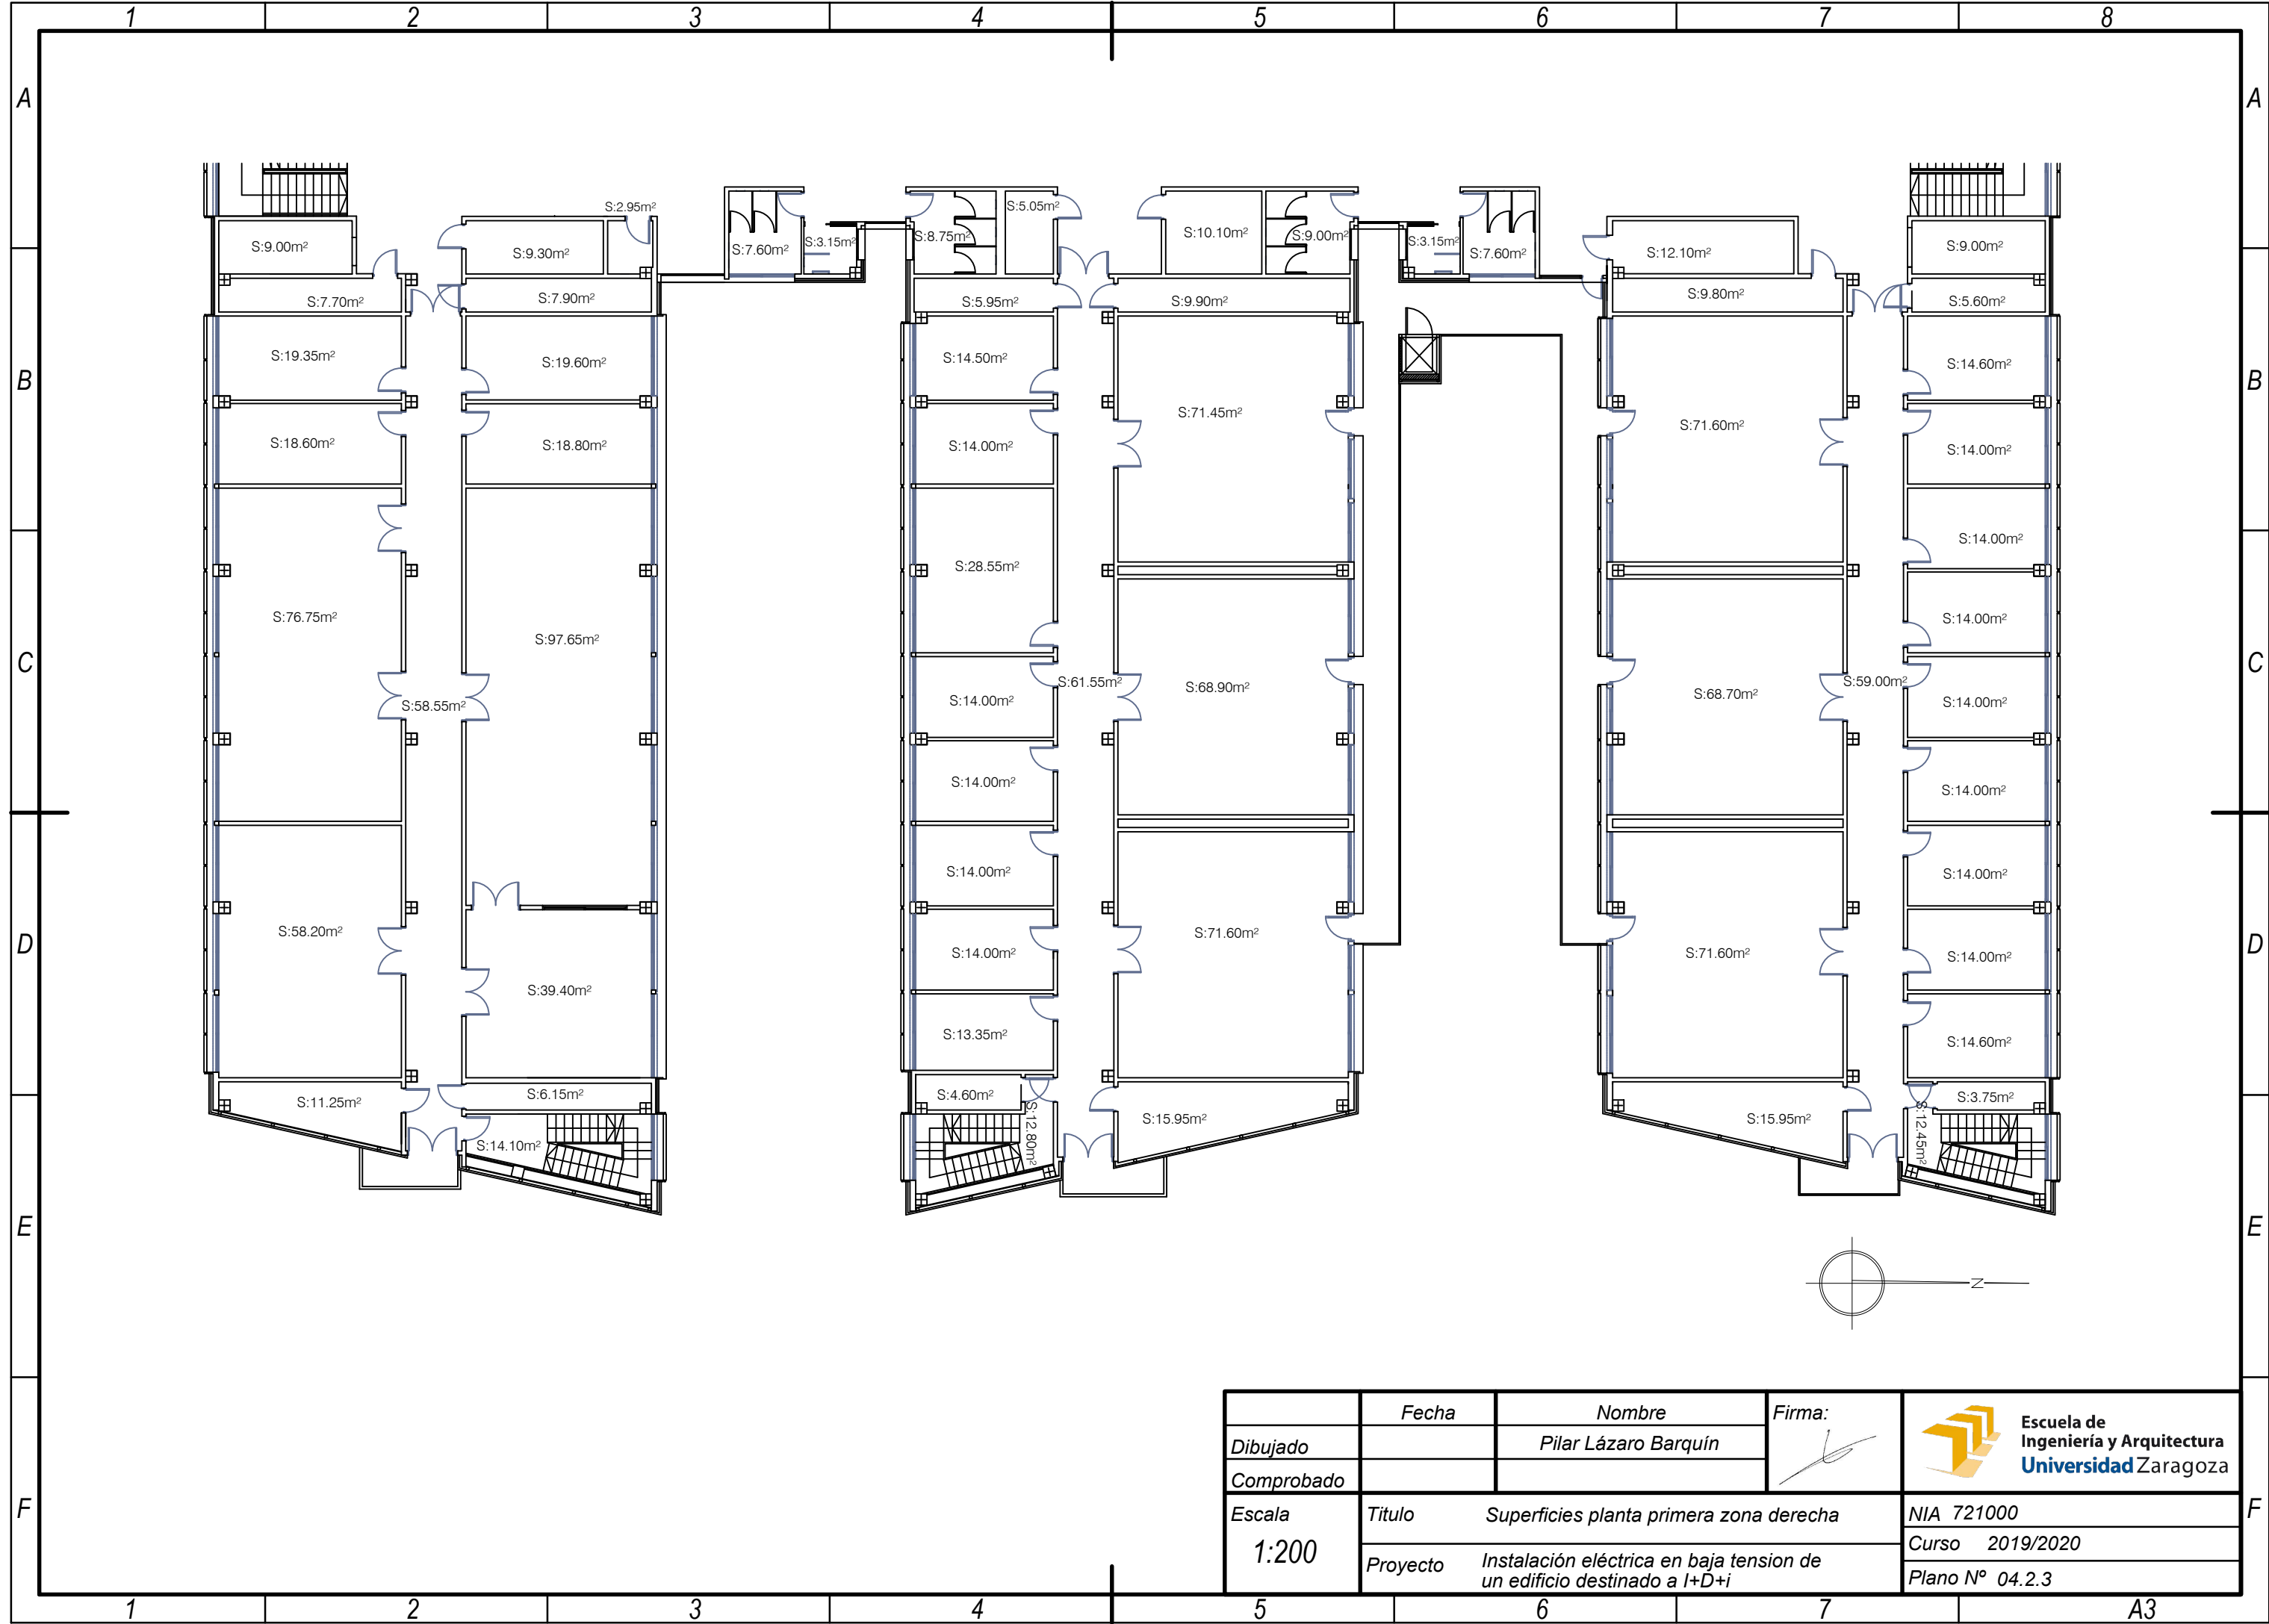 1 2 3 4 5 6 7 8
A A
S:2.95m² S:5.05m²
S:9.00m² S:9.30m² S:7.60m² S:3.15m² S:8.75m² S:10.10m² S:9.00m² S:3.15m² S:7.60m² S:12.10m² S:9.00m²
S:7.70m² S:7.90m² S:5.95m² S:9.90m² S:9.80m² S:5.60m²
S:19.35m² S:19.60m² S:14.50m² S:14.60m²
B B
S:71.45m² S:71.60m²
S:18.60m² S:18.80m² S:14.00m² S:14.00m²
S:28.55m² S:14.00m²
S:76.75m² S:97.65m² S:14.00m²
C C
S:58.55m² S:14.00m² S:61.55m² S:68.90m² S:68.70m² S:59.00m² S:14.00m²
S:14.00m² S:14.00m²
S:14.00m² S:14.00m²
S:58.20m² S:71.60m² S:71.60m²
D D
S:39.40m² S:14.00m² S:14.00m²
S:13.35m² S:14.60m²
S:11.25m² S:6.15m² S:4.60m² S:3.75m²
S:14.10m² S:12.80m² S:15.95m² S:15.95m² S:12.45m²
E E
N
Fecha Nombre Firma:
Dibujado Pilar Lázaro Barquín
Comprobado
Escuela de
Ingeniería y Arquitectura
Universidad Zaragoza
F F
Escala
1:200
Titulo Superficies planta primera zona derecha
Proyecto Instalación eléctrica en baja tension de
un edificio destinado a I+D+i
NIA 721000
Curso 2019/2020
Plano Nº 04.2.3
1 2 3 4 5 6 7 A3